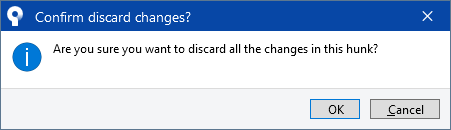 Confirm discard changes?
Are you sure you want to discard all the changes in this hunk?
OK Cancel